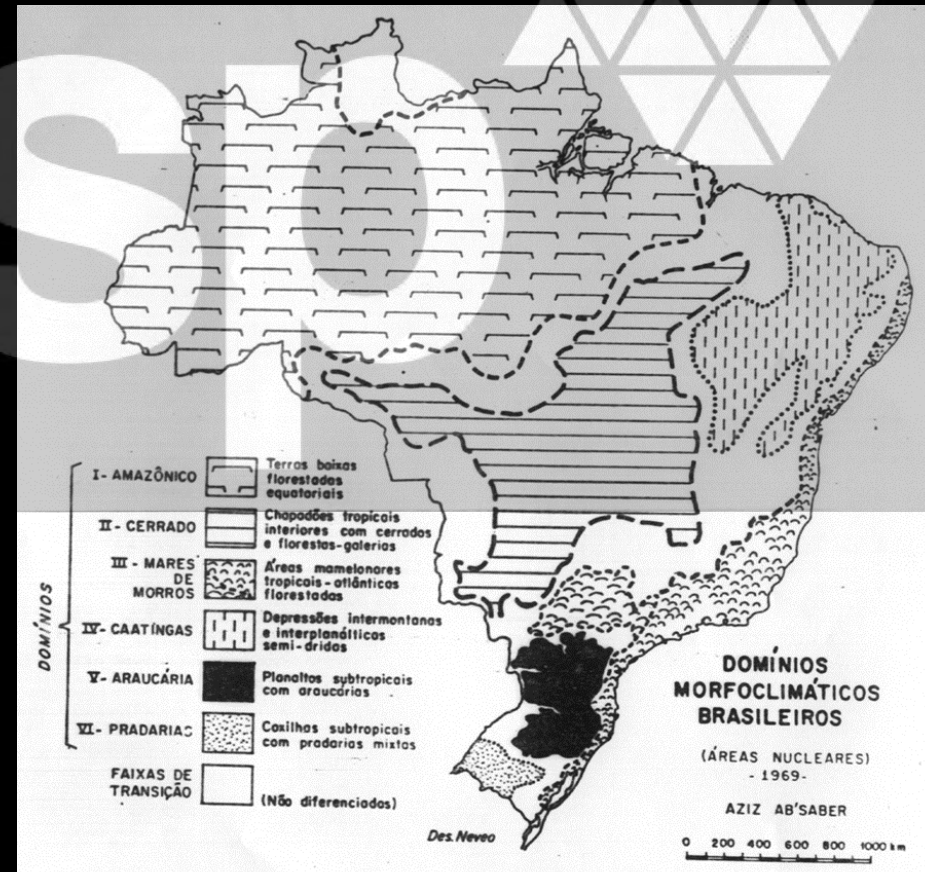 sp
DOMÍNIOS
I- AMAZÔNICO
Terras baixas
florestadas
equatoriais
II- CERRADO
Chapadões tropicais
interiores com cerrados
e florestas-galerias
III- MARES
DE
MORROS
Áreas mamelonares
tropicais-atlânticas
florestadas
IV- CAATÍNGAS
Depressões intermontanas
e interplanálticas
semi-áridas
V- ARAUCÁRIA
Planaltos subtropicais
com araucárias
VI- PRADARIAS
Coxilhas subtropicais
com pradarias mixtas
FAIXAS DE
TRANSIÇÃO
(Não diferenciados)
Des. Neveo
DOMÍNIOS
MORFOCLIMÁTICOS
BRASILEIROS
(ÁREAS NUCLEARES)
- 1969-
AZIZ AB'SABER
0 200 400 600 800 1000 km